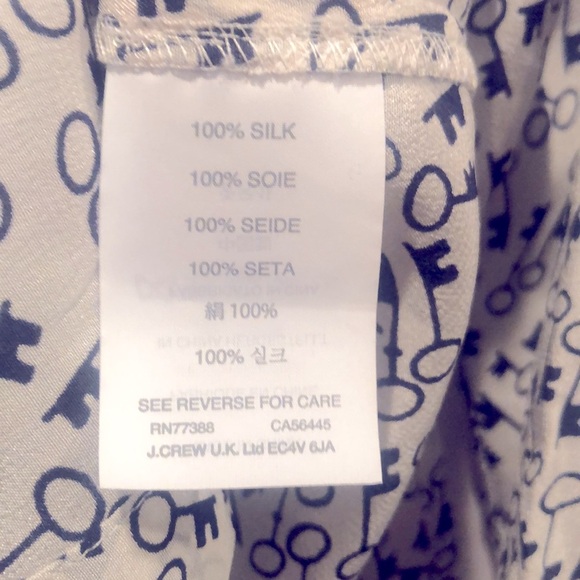 100% SILK
100% SOIE
100% SEIDE
100% SETA
絹 100%
100% 실크
SEE REVERSE FOR CARE
RN77388 CA56445
J.CREW U.K. Ltd EC4V 6JA